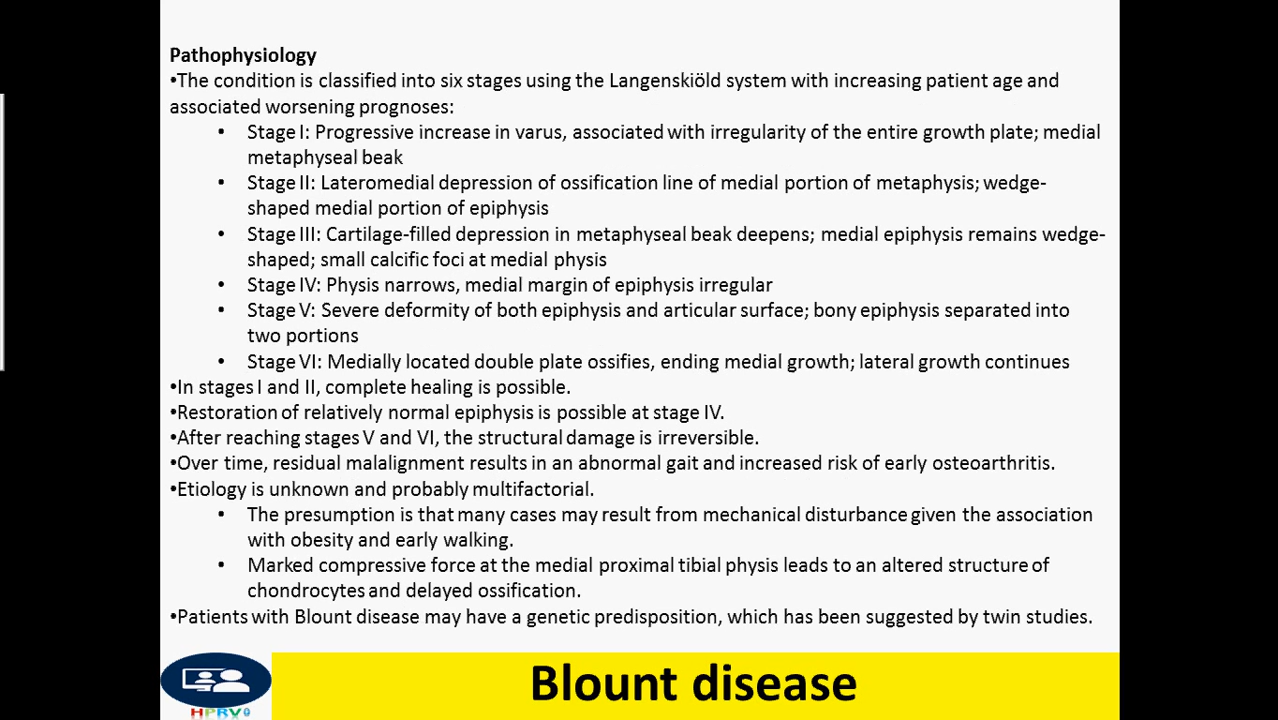 Pathophysiology
•The condition is classified into six stages using the Langenskiöld system with increasing patient age and
associated worsening prognoses:
• Stage I: Progressive increase in varus, associated with irregularity of the entire growth plate; medial
metaphyseal beak
• Stage II: Lateromedial depression of ossification line of medial portion of metaphysis; wedge-
shaped medial portion of epiphysis
• Stage III: Cartilage-filled depression in metaphyseal beak deepens; medial epiphysis remains wedge-
shaped; small calcific foci at medial physis
• Stage IV: Physis narrows, medial margin of epiphysis irregular
• Stage V: Severe deformity of both epiphysis and articular surface; bony epiphysis separated into
two portions
• Stage VI: Medially located double plate ossifies, ending medial growth; lateral growth continues
•In stages I and II, complete healing is possible.
•Restoration of relatively normal epiphysis is possible at stage IV.
•After reaching stages V and VI, the structural damage is irreversible.
•Over time, residual malalignment results in an abnormal gait and increased risk of early osteoarthritis.
•Etiology is unknown and probably multifactorial.
• The presumption is that many cases may result from mechanical disturbance given the association
with obesity and early walking.
• Marked compressive force at the medial proximal tibial physis leads to an altered structure of
chondrocytes and delayed ossification.
•Patients with Blount disease may have a genetic predisposition, which has been suggested by twin studies.
Blount disease